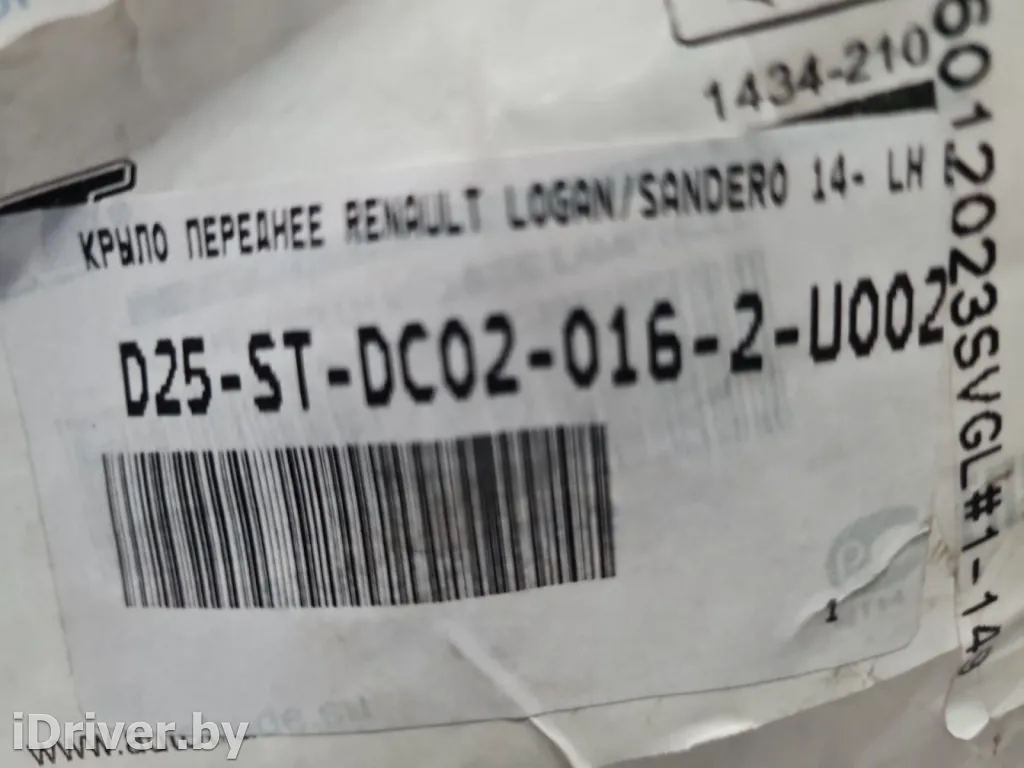 1434-210
КРЫЛО ПЕРЕДНЕЕ RENAULT LOGAN/SANDERO 14- LH
D25-ST-DC02-016-2-U002
6012023SVGL#1-14
1
iDriver.by